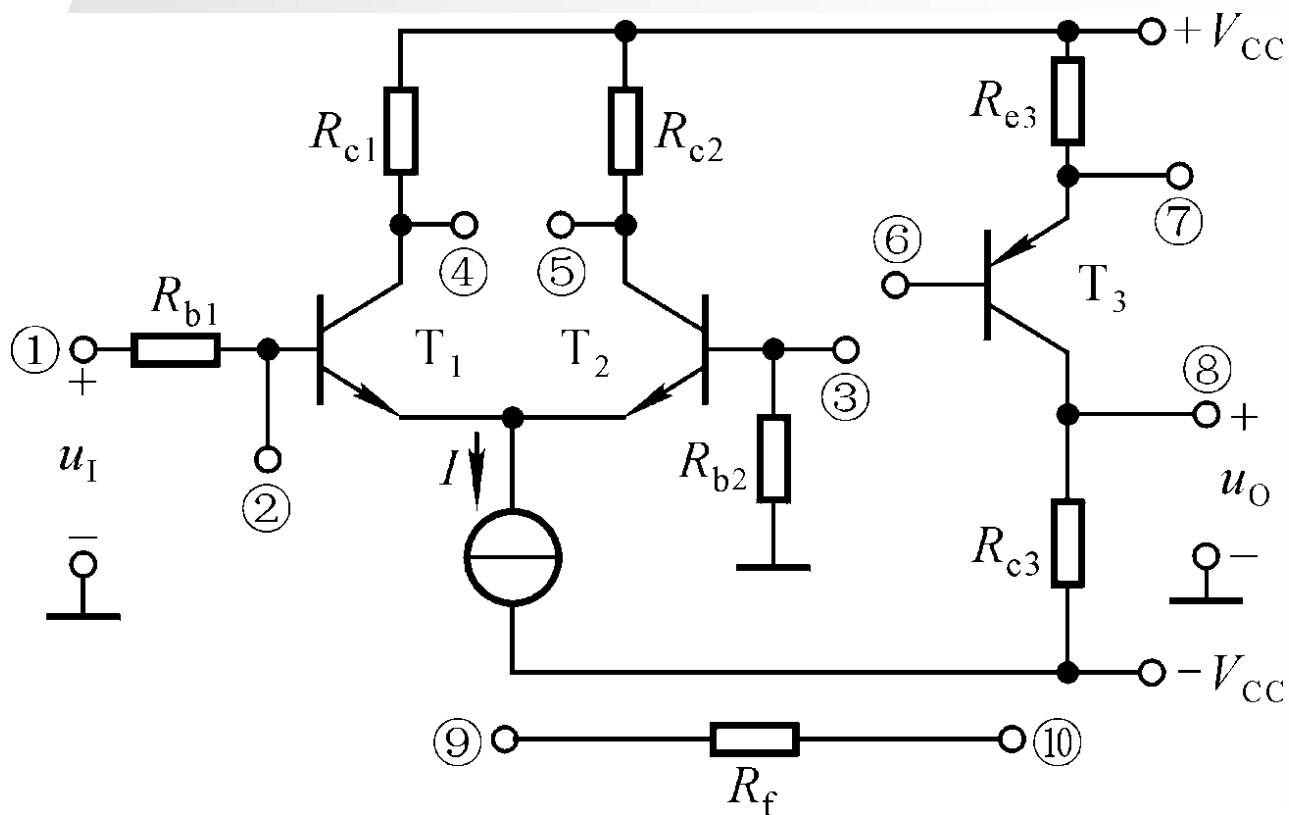 +V_CC
R_c1
R_c2
R_e3
⑦
④
⑤
⑥
T_3
R_b1
①
+
T_1
T_2
③
⑧
+
u_I
②
I
R_b2
u_O
−
R_c3
−
−V_CC
⑨
⑩
R_f